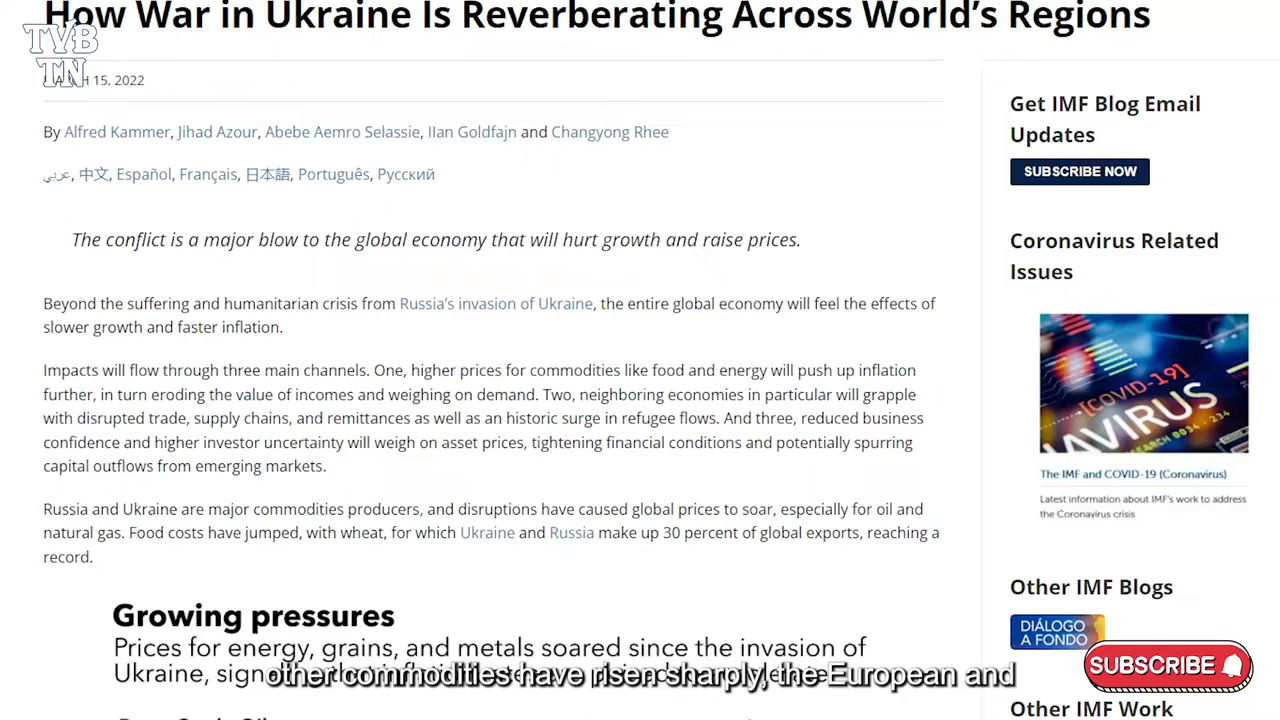 How War in Ukraine Is Reverberating Across World's Regions
TVB
TN
15, 2022
By Alfred Kammer, Jihad Azour, Abebe Aemro Selassie, IIan Goldfajn and Changyong Rhee
عربي, 中文, Español, Français, 日本語, Português, Русский
The conflict is a major blow to the global economy that will hurt growth and raise prices.
Beyond the suffering and humanitarian crisis from Russia's invasion of Ukraine, the entire global economy will feel the effects of
slower growth and faster inflation.
Impacts will flow through three main channels. One, higher prices for commodities like food and energy will push up inflation
further, in turn eroding the value of incomes and weighing on demand. Two, neighboring economies in particular will grapple
with disrupted trade, supply chains, and remittances as well as an historic surge in refugee flows. And three, reduced business
confidence and higher investor uncertainty will weigh on asset prices, tightening financial conditions and potentially spurring
capital outflows from emerging markets.
Russia and Ukraine are major commodities producers, and disruptions have caused global prices to soar, especially for oil and
natural gas. Food costs have jumped, with wheat, for which Ukraine and Russia make up 30 percent of global exports, reaching a
record.
Growing pressures
Prices for energy, grains, and metals soared since the invasion of
Ukraine,
other commodities have risen sharply, the European and
Get IMF Blog Email
Updates
SUBSCRIBE NOW
Coronavirus Related
Issues
[COVID-19]
The IMF and COVID-19 (Coronavirus)
Latest information about IMF's work to address
the Coronavirus crisis
Other IMF Blogs
DIÁLOGO
A FONDO
SUBSCRIBE
Other IMF Work